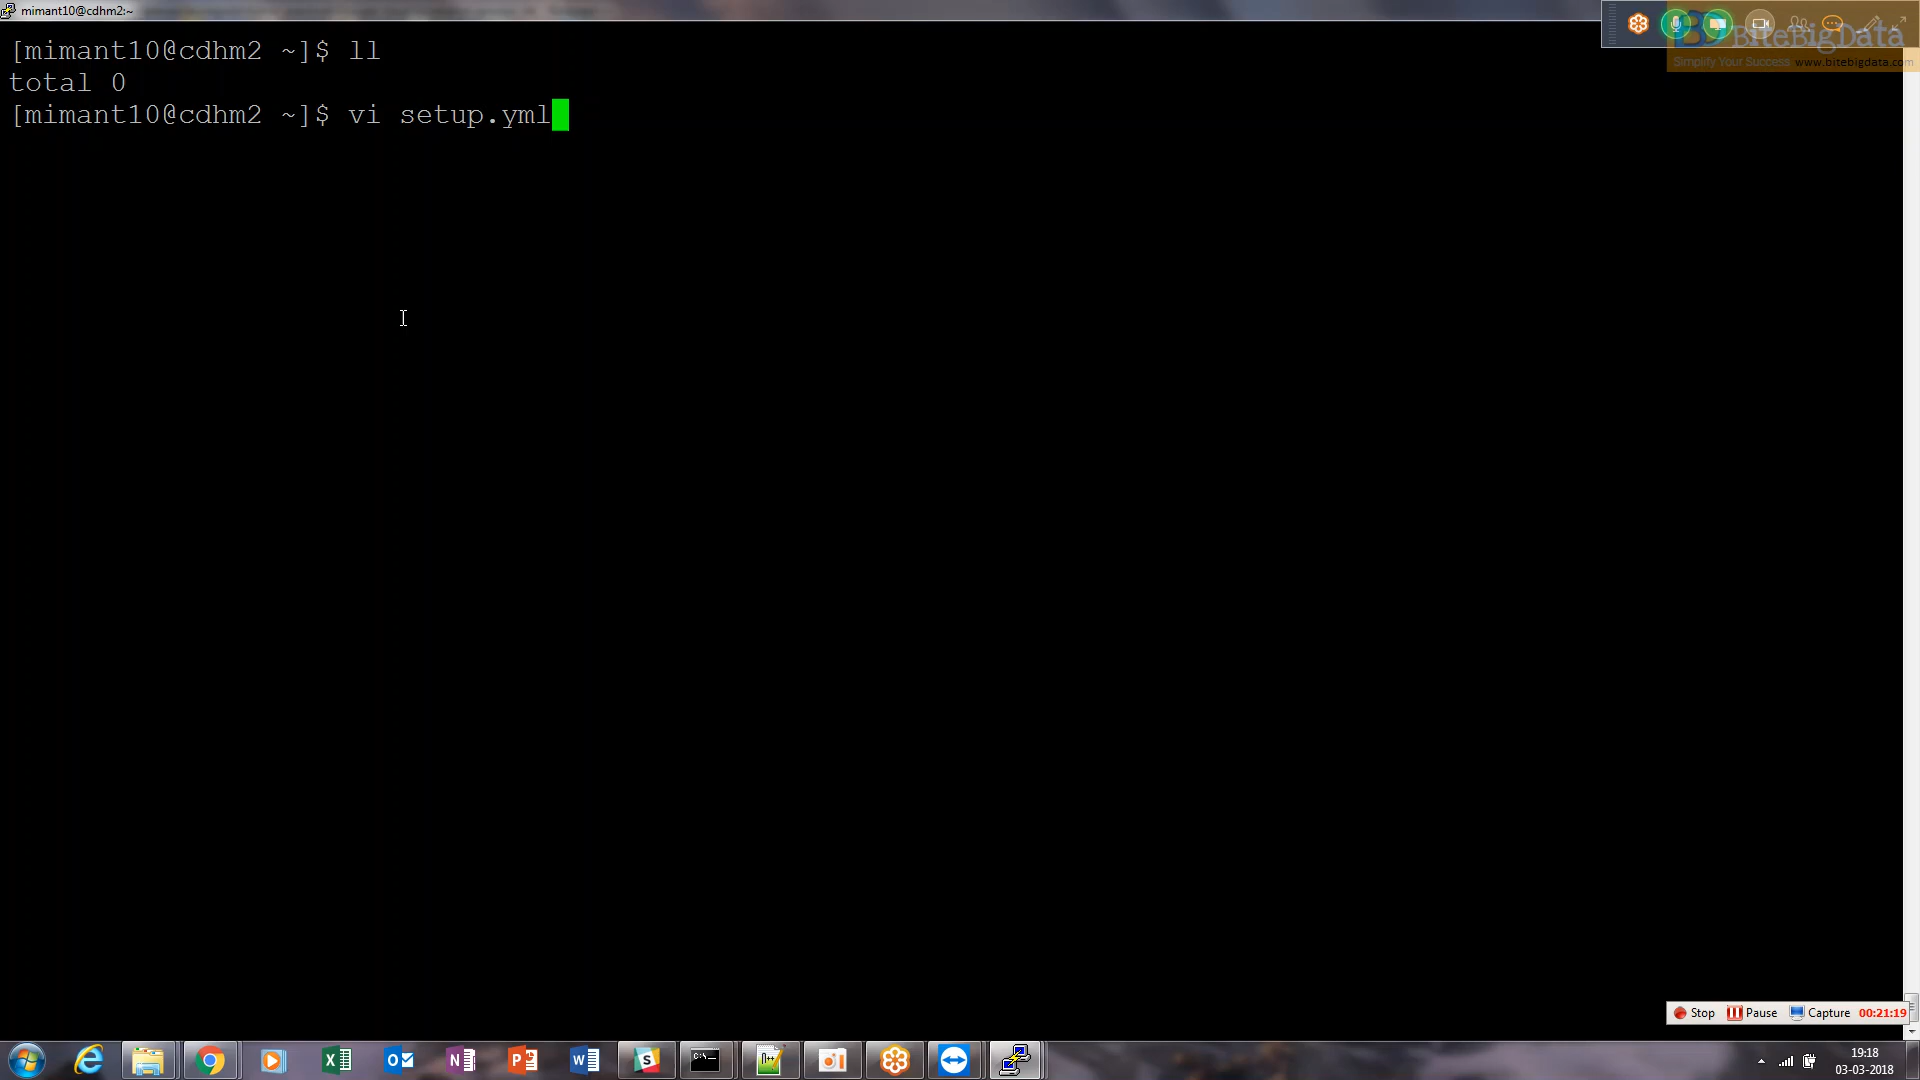 mimant10@cdhm2:~
[mimant10@cdhm2 ~]$ ll
total 0
[mimant10@cdhm2 ~]$ vi setup.yml
BiteBigData
Simplify Your Success www.bitebigdata.com
Stop Pause Capture 00:21:19
19:18
03-03-2018